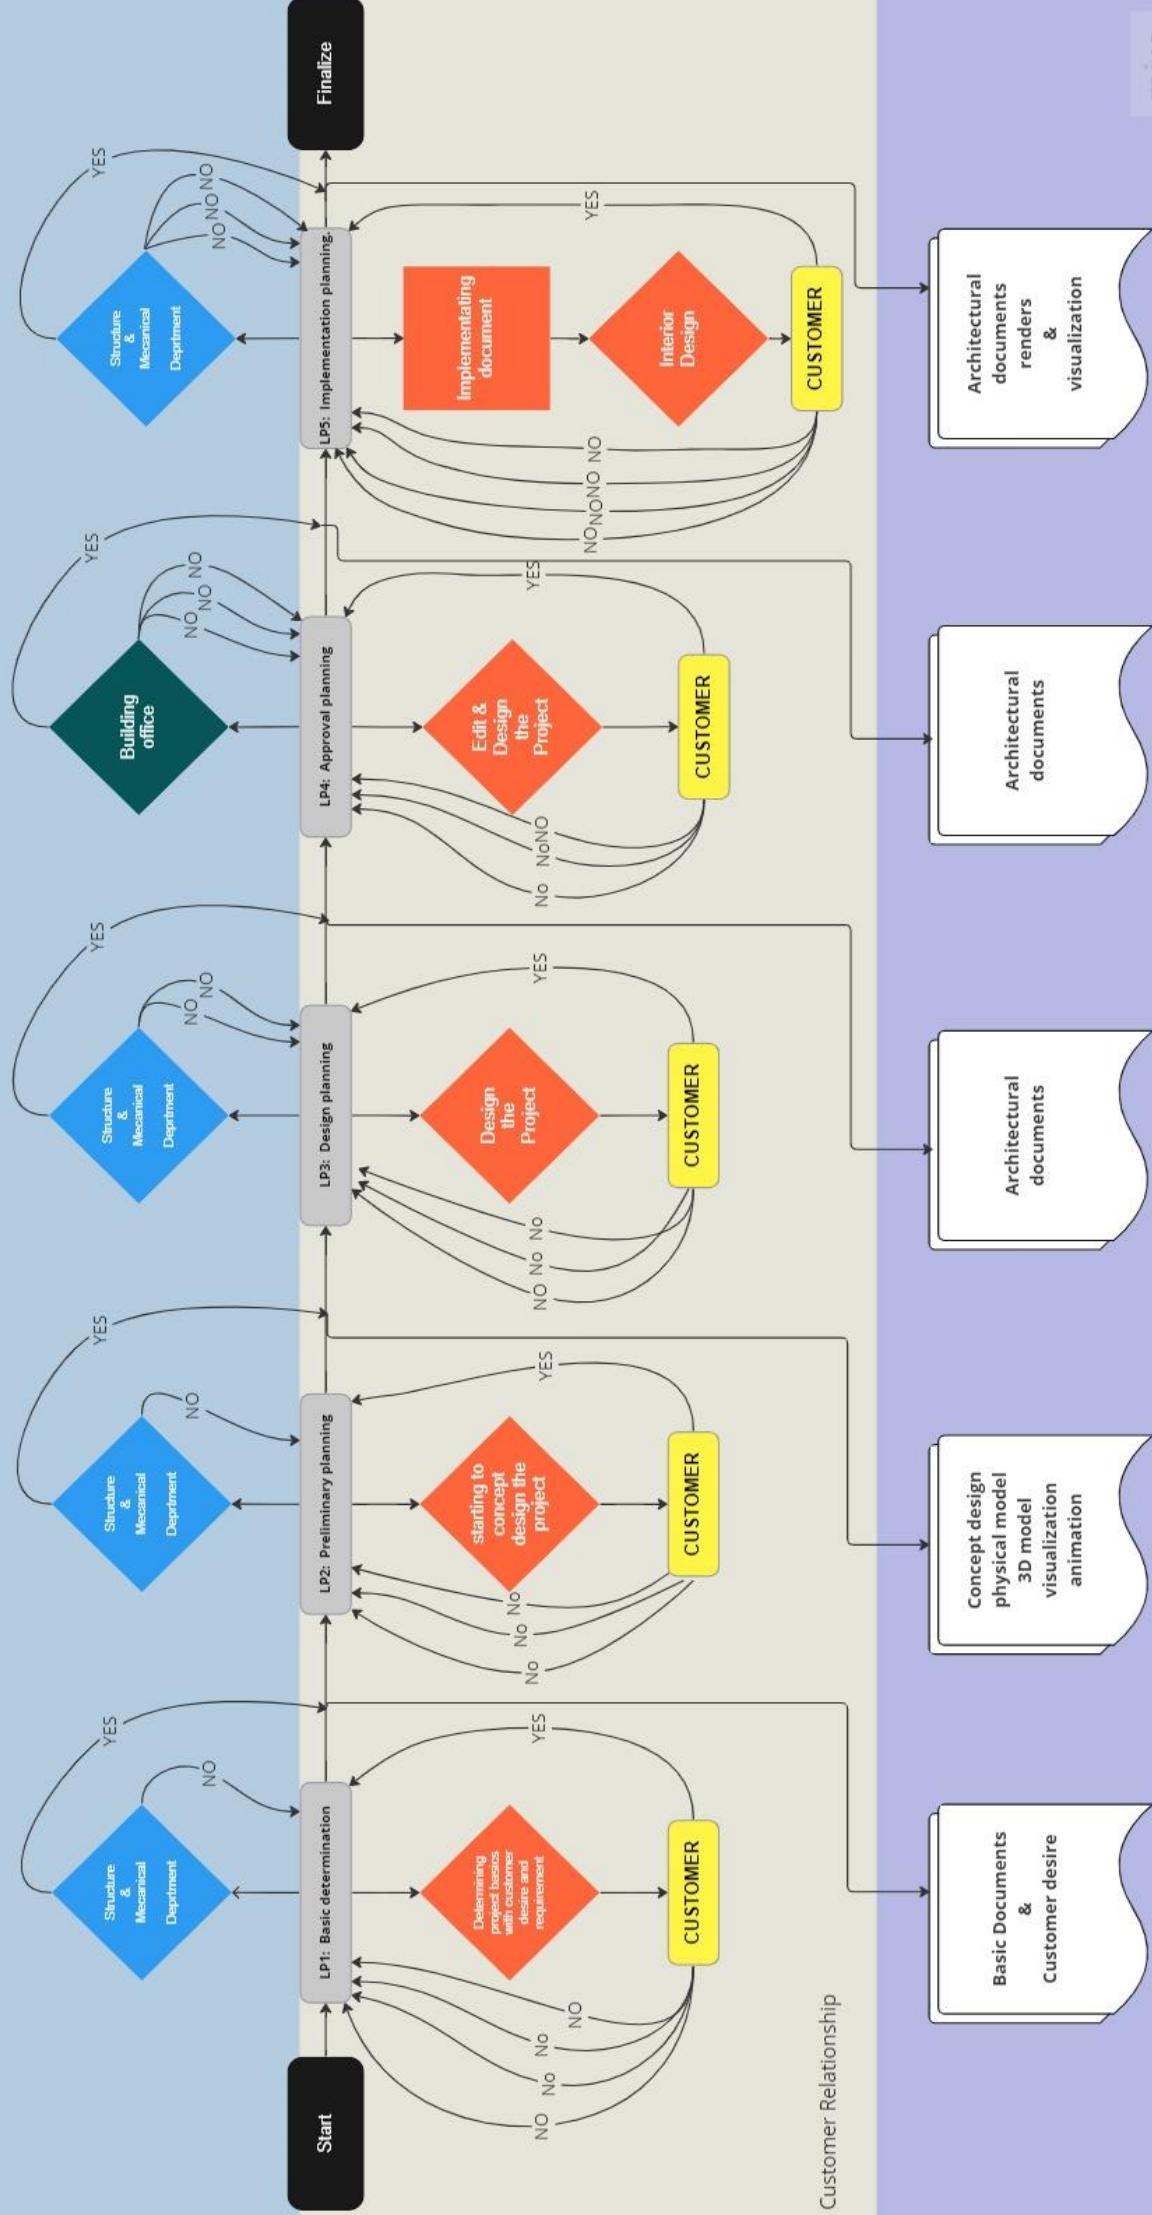 Start
Structure
&
Mecanical
Deprtment
YES
NO
LP1: Basic determination
Determining
project basics
with customer
desire and
requirement
NO
No
No
NO
YES
CUSTOMER
Basic Documents
&
Customer desire
Structure
&
Mecanical
Deprtment
YES
NO
LP2: Preliminary planning
starting to
concept
design the
project
No
No
No
YES
CUSTOMER
Concept design
physical model
3D model
visualization
animation
Structure
&
Mecanical
Deprtment
YES
NO
NO
LP3: Design planning
Design
the
Project
NO
No
No
YES
CUSTOMER
Architectural
documents
Building
office
YES
NO
NO
NO
LP4: Approval planning
Edit &
Design
the
Project
No
No
NO
YES
CUSTOMER
Architectural
documents
Structure
&
Mecanical
Deprtment
YES
NO
NO
NO
LP5: Implementation planning.
Implementating
document
Interior
Design
NO
NO
NO
NO
YES
CUSTOMER
Architectural
documents
renders
&
visualization
Finalize
Customer Relationship